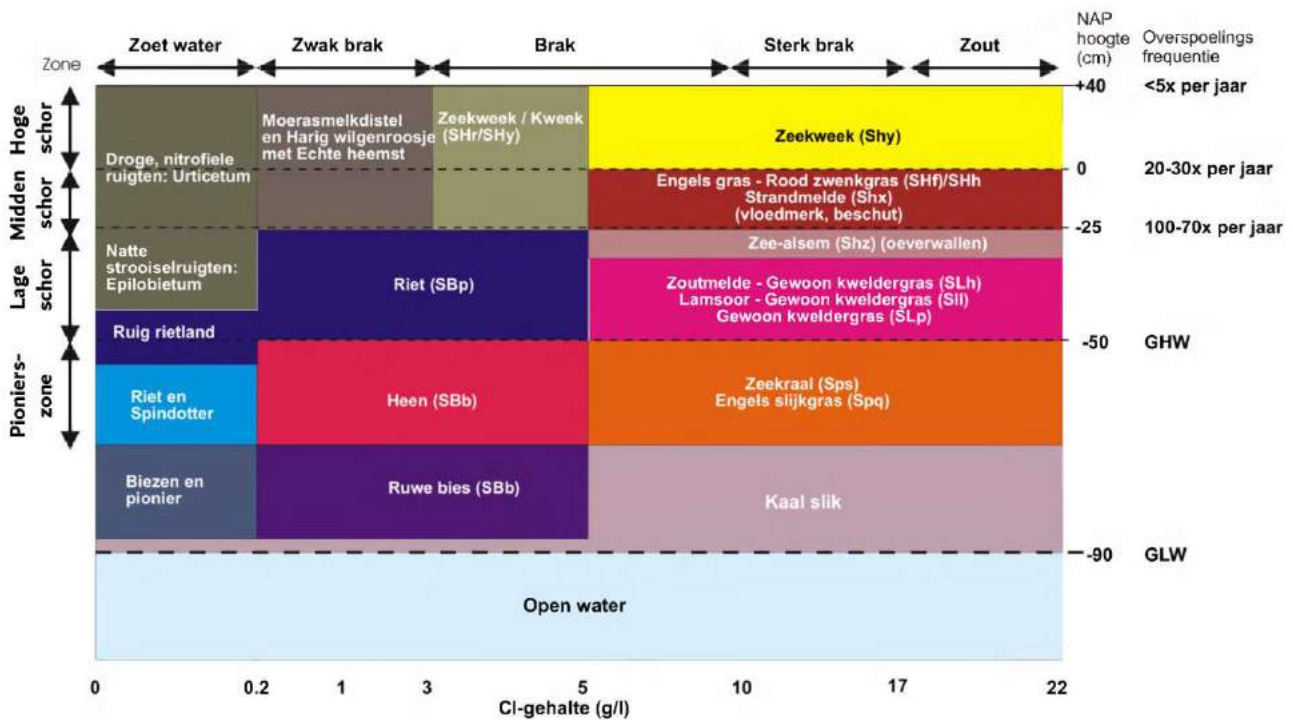 Zoet water
Zwak brak
Brak
Sterk brak
Zout
NAP
hoogte
(cm)
Overspoelings
frequentie
Zone
Hoge
schor
Midden
schor
Lage
schor
Pioniers-
zone
+40
<5x per jaar
0
20-30x per jaar
-25
100-70x per jaar
-50
GHW
-90
GLW
Droge, nitrofiele
ruigten: Urticetum
Moerasmelkdistel
en Harig wilgenroosje
met Echte heemst
Zeekweek / Kweek
(SHr/SHy)
Zeekweek (Shy)
Engels gras - Rood zwenkgras (SHf)/SHh
Strandmelde (Shx)
(vloedmerk, beschut)
Natte
strooiselruigten:
Epilobietum
Riet (SBp)
Zee-alsem (Shz) (oeverwallen)
Zoutmelde - Gewoon kweldergras (SLh)
Lamsoor - Gewoon kweldergras (Sll)
Gewoon kweldergras (SLp)
Ruig rietland
Riet en
Spindotter
Heen (SBb)
Zeekraal (Sps)
Engels slijkgras (Spq)
Biezen en
pionier
Ruwe bies (SBb)
Kaal slik
Open water
0
0.2
1
3
5
10
17
22
Cl-gehalte (g/l)